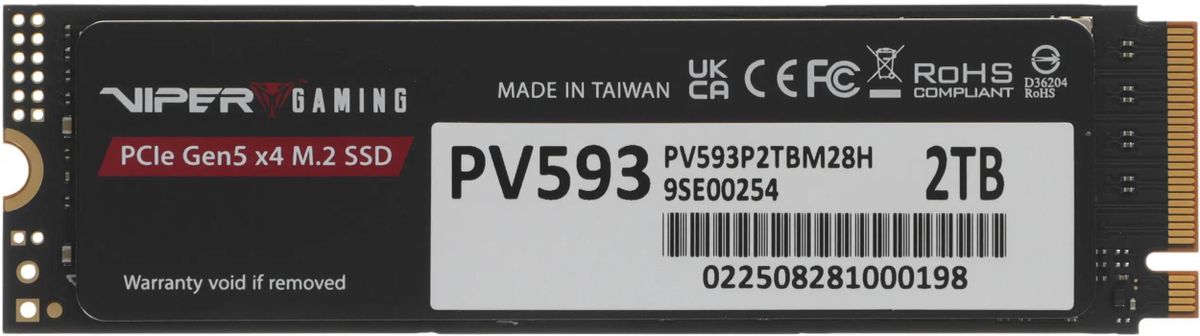 VIPER GAMING
PCIe Gen5 x4 M.2 SSD
Warranty void if removed
MADE IN TAIWAN
UK
CA
CE FC
RoHS
COMPLIANT
D36204
RoHS
PV593
PV593P2TBM28H
9SE00254
2TB
022508281000198